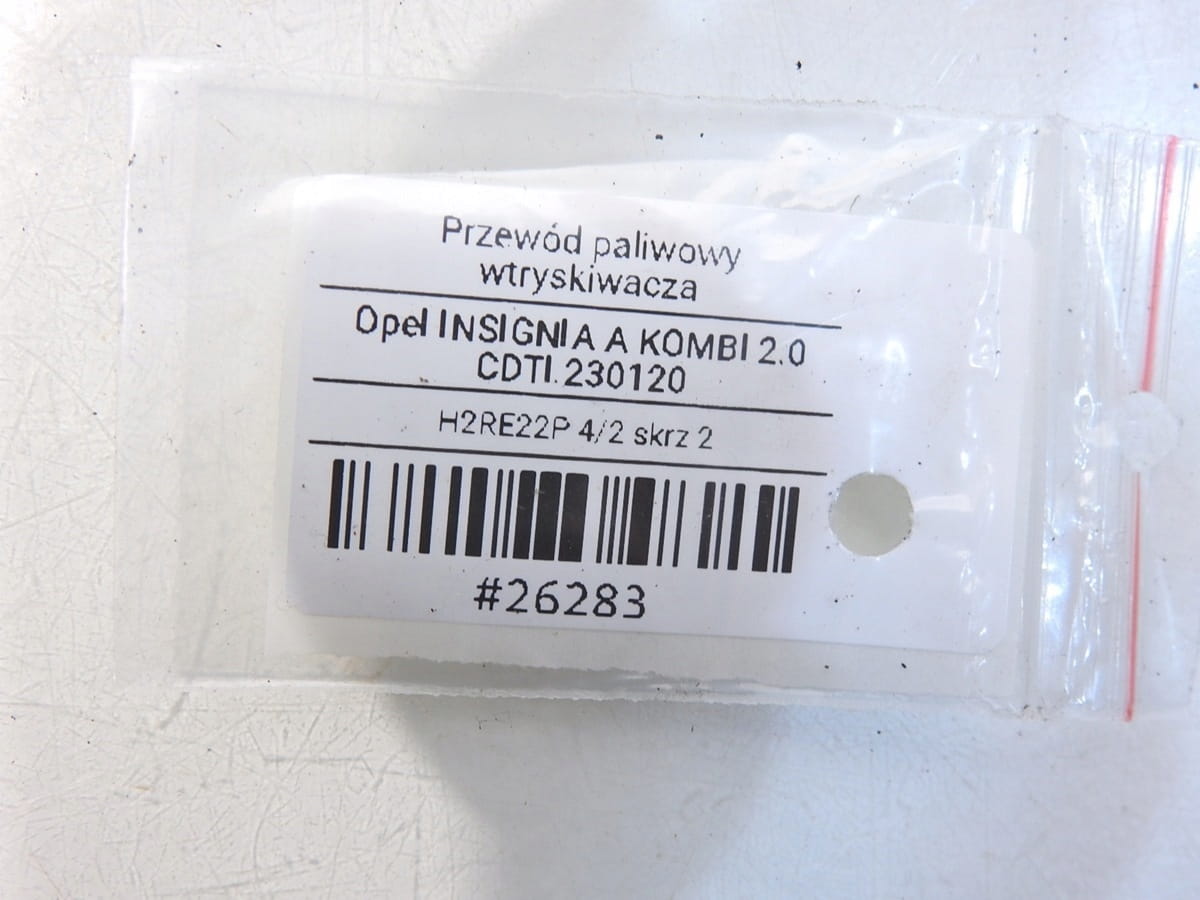 Przewód paliwowy
wtryskiwacza
Opel INSIGNIA A KOMBI 2.0
CDTI 230120
H2RE22P 4/2 skrz 2
#26283